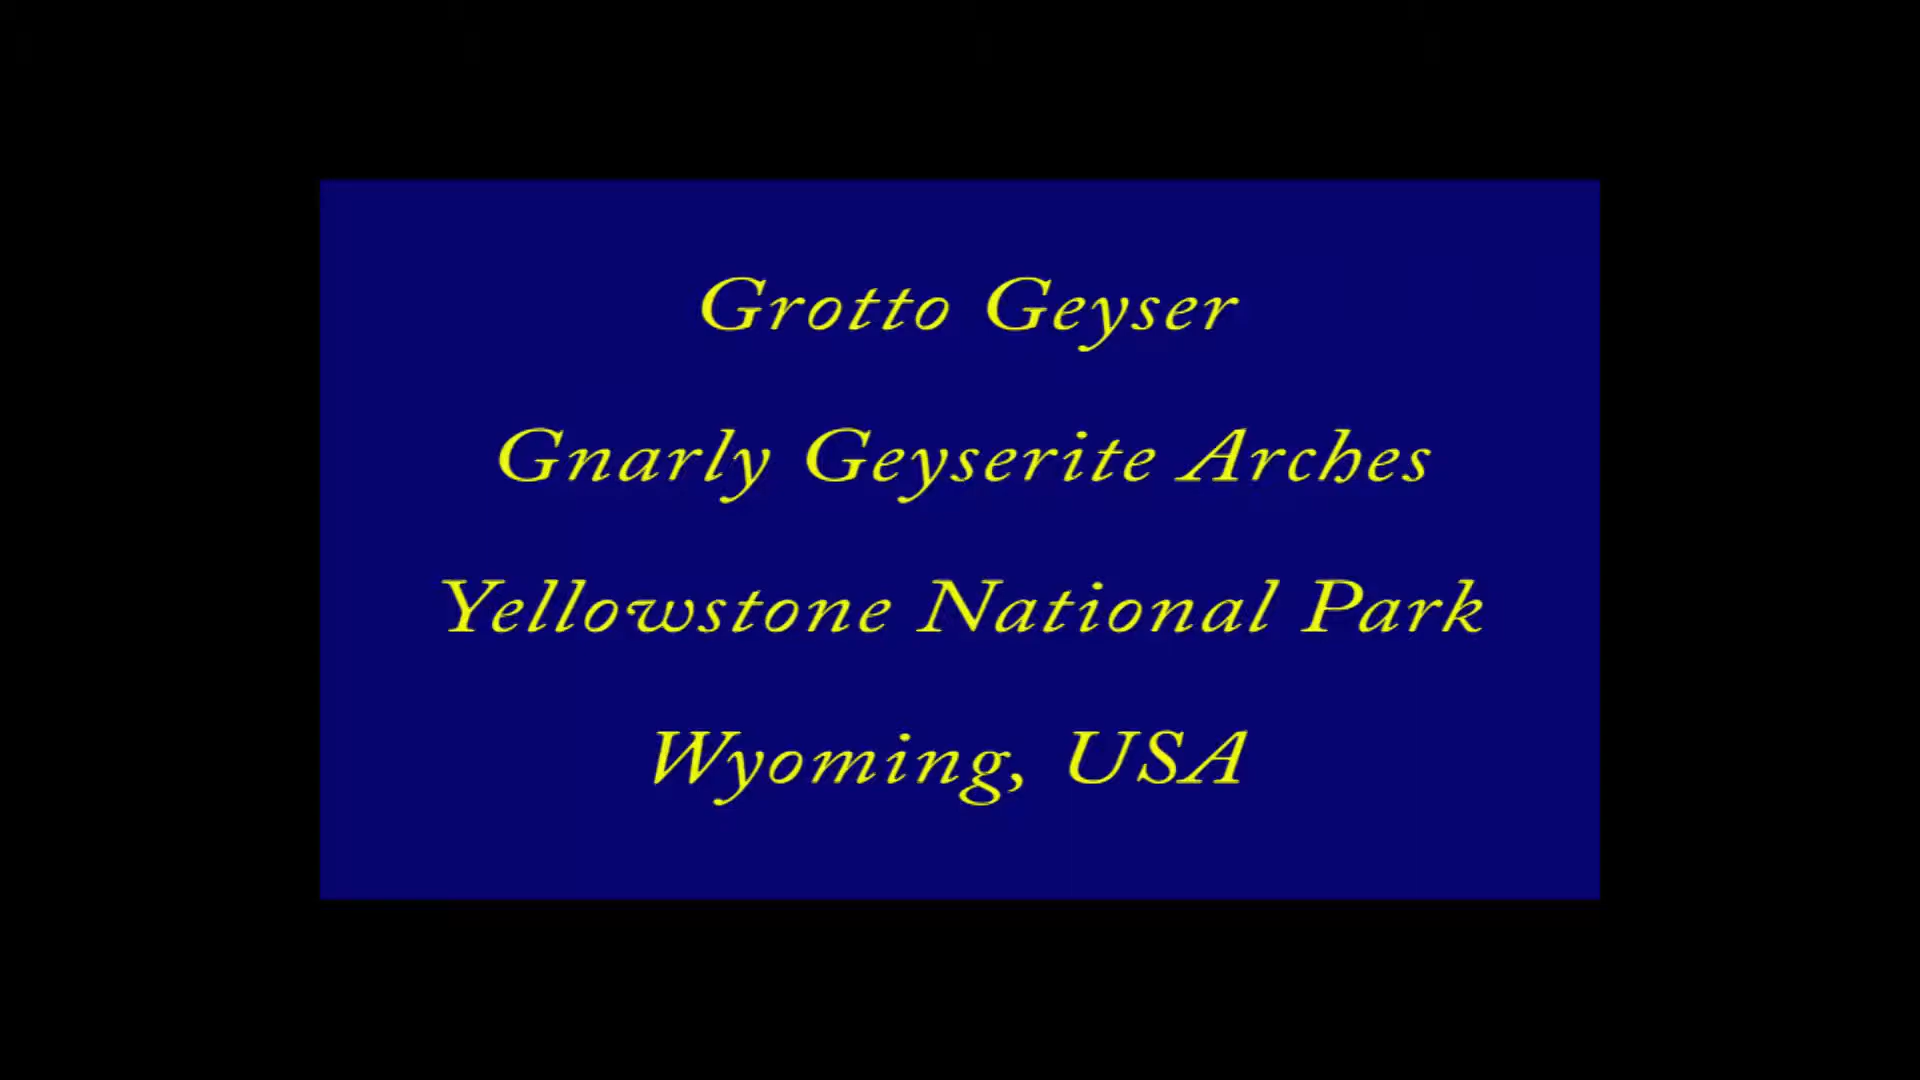 Grotto Geyser
Gnarly Geyserite Arches
Yellowstone National Park
Wyoming, USA